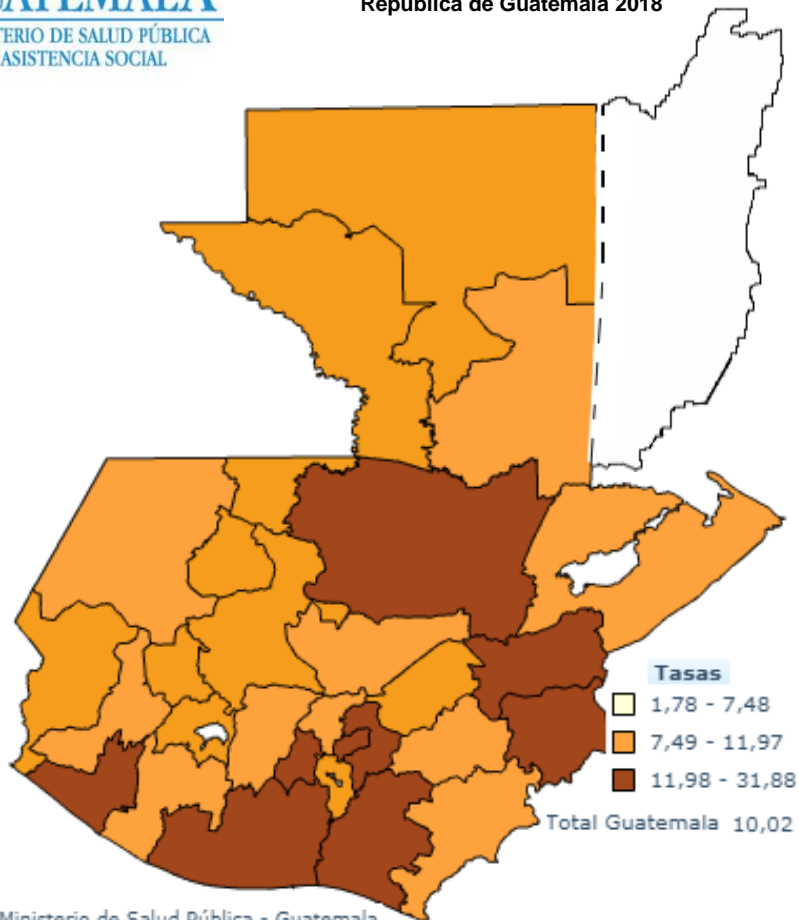 República de Guatemala 2018
GUATEMALA
TERIO DE SALUD PÚBLICA
ASISTENCIA SOCIAL
Tasas
1,78 - 7,48
7,49 - 11,97
11,98 - 31,88
Total Guatemala 10,02
Ministerio de Salud Pública - Guatemala